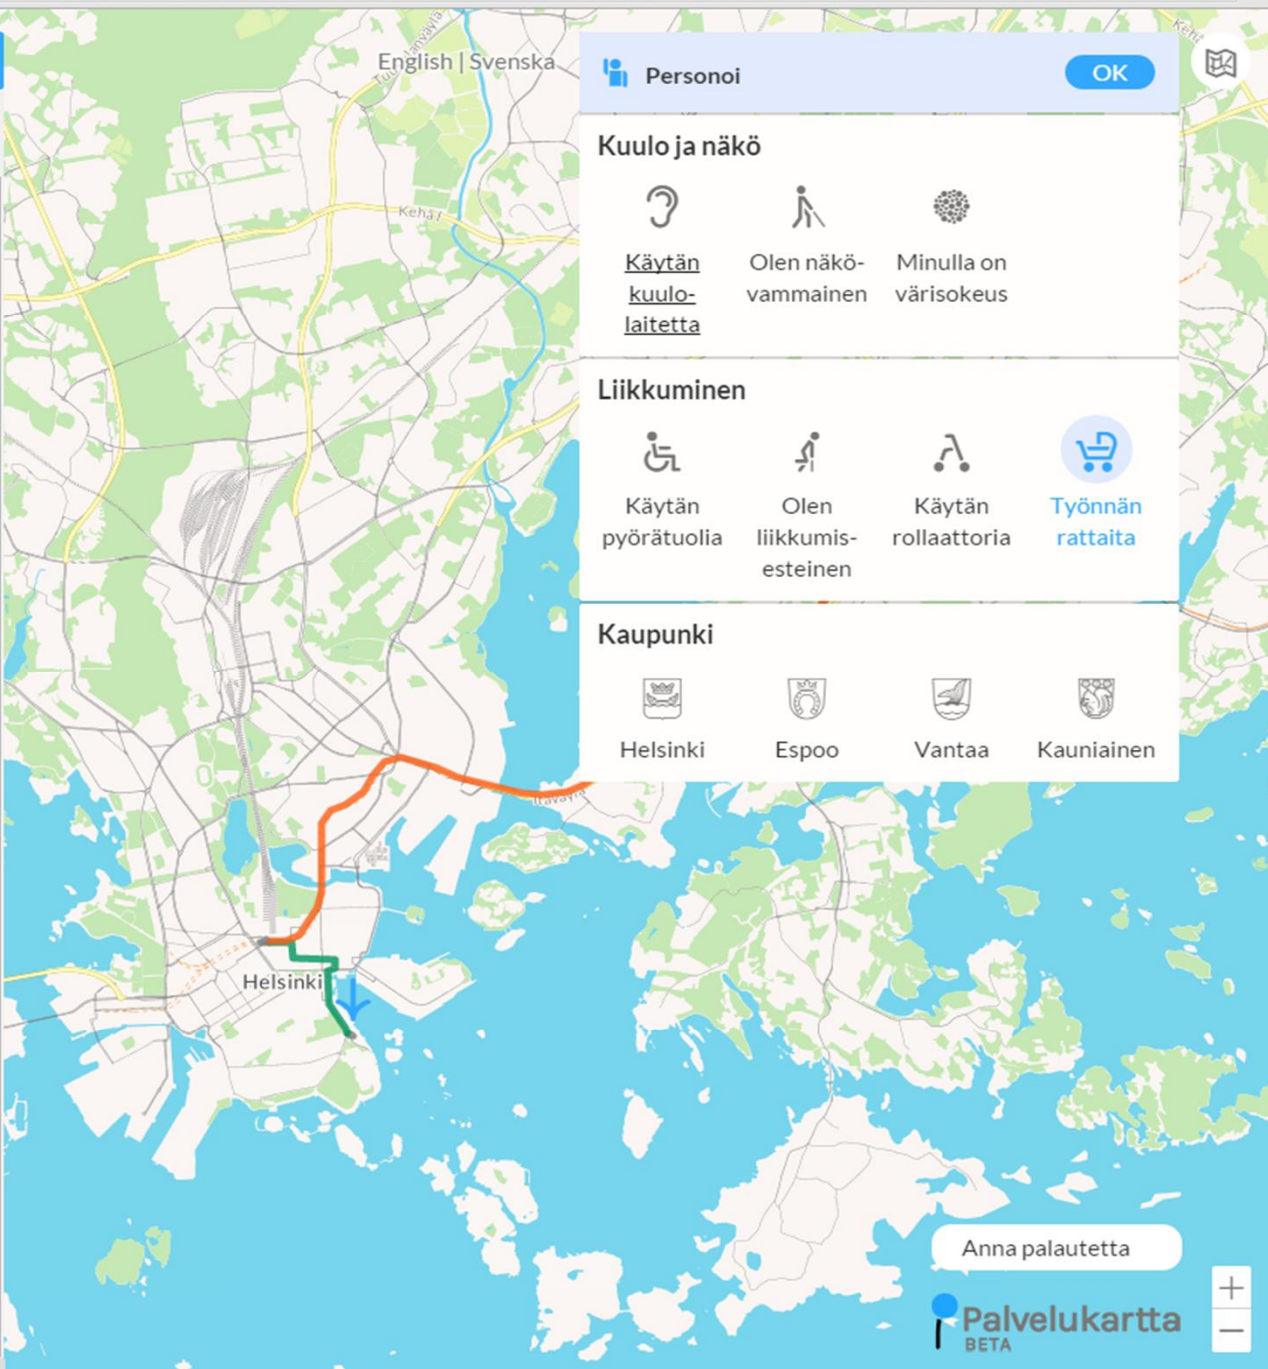 English | Svenska
Personoi
OK
Kuulo ja näkö
Käytän
kuulo-
laitetta
Olen näkö-
vammainen
Minulla on
värisokeus
Liikkuminen
Käytän
pyörätuolia
Olen
liikkumis-
esteinen
Käytän
rollaattoria
Työnnän
rattaita
Kaupunki
Helsinki
Espoo
Vantaa
Kauniainen
Kehä I
Helsinki
Anna palautetta
Palvelukartta
BETA